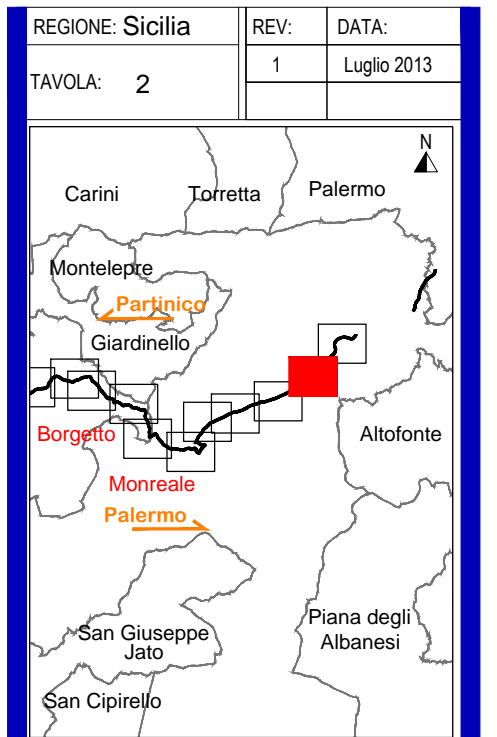 REGIONE: Sicilia
REV:
DATA:
1
Luglio 2013
TAVOLA: 2
N
Carini
Torretta
Palermo
Montelepre
Partinico
Giardinello
Borgetto
Altofonte
Monreale
Palermo
Piana degli
Albanesi
San Giuseppe
Jato
San Cipirello